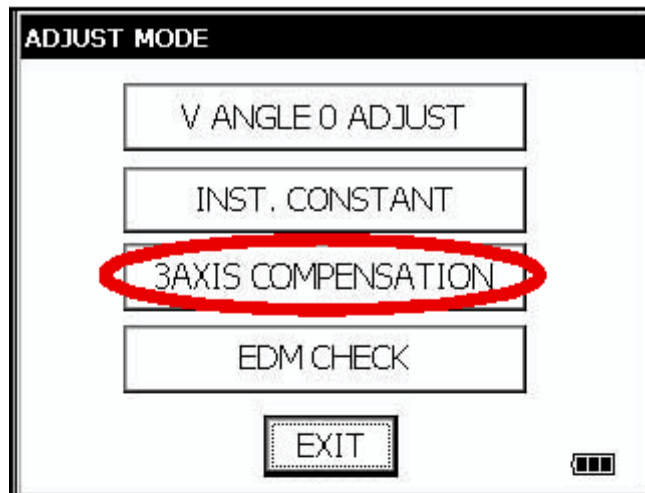 ADJUST MODE
V ANGLE 0 ADJUST
INST. CONSTANT
3AXIS COMPENSATION
EDM CHECK
EXIT